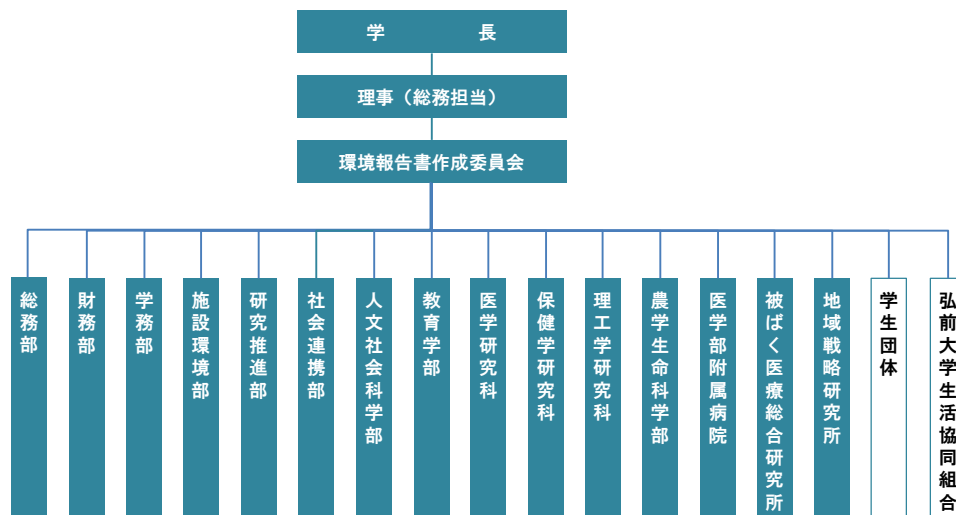 学　　　　長
理事（総務担当）
環境報告書作成委員会
総務部
財務部
学務部
施設環境部
研究推進部
社会連携部
人文社会科学部
教育学部
医学研究科
保健学研究科
理工学研究科
農学生命科学部
医学部附属病院
被ばく医療総合研究所
地域戦略研究所
学生団体
弘前大学生活協同組合